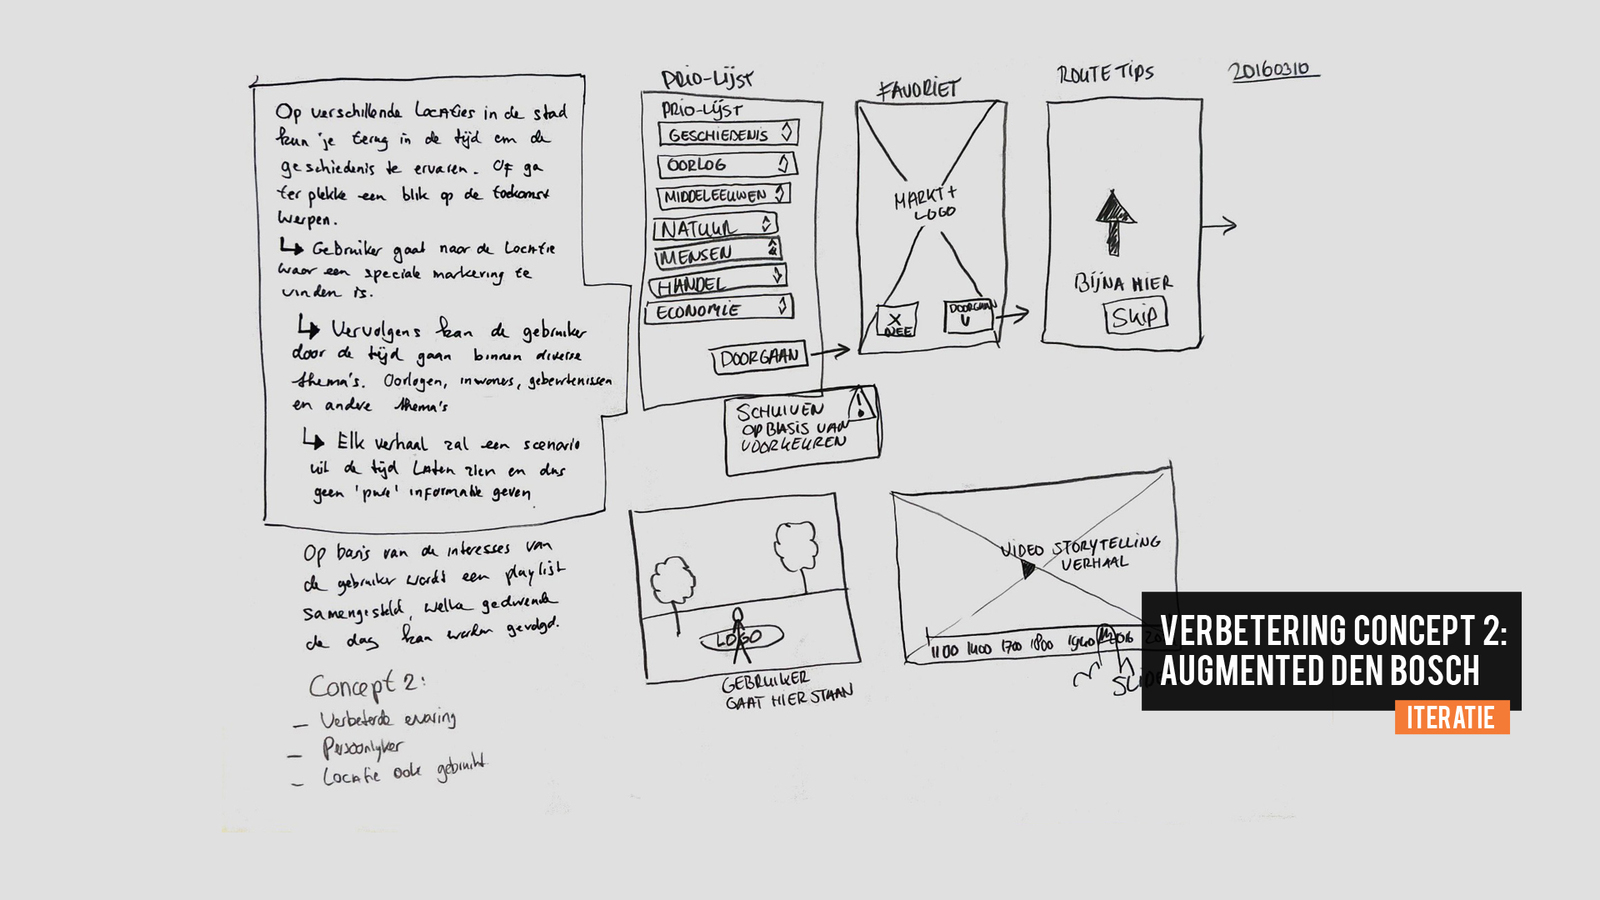 Op verschillende locaties in de stad
kun je terug in de tijd om de
geschiedenis te ervaren. Of ga
ter plekke een blik op de toekomst
werpen.
↳ Gebruiker gaat naar de locatie
waar een speciale markering te
vinden is.
↳ Vervolgens kan de gebruiker
door de tijd gaan binnen diverse
thema's. Oorlogen, inwoners, gebeurtenissen
en andere thema's
↳ Elk verhaal zal een scenario
uit de tijd laten zien en dus
geen 'pure' informatie geven
Op basis van de interesses van
de gebruiker wordt een playlijst
samengesteld, welke gedurende
de dag kan worden gevolgd.
Concept 2:
– Verbeterde ervaring
– Persoonlijker
– Locatie ook gebruikt
PRIO-LIJST
PRIO-LIJST
GESCHIEDENIS
OORLOG
MIDDELEEUWEN
NATUUR
MENSEN
HANDEL
ECONOMIE
DOORGAAN
SCHUIVEN
OP BASIS VAN
VOORKEUREN
!
FAVORIET
MARKT +
LOGO
X
NEE
DOORGAAN
V
ROUTE TIPS
BIJNA HIER
SKIP
20160310
LOGO
GEBRUIKER
GAAT HIER STAAN
VIDEO STORYTELLING
VERHAAL
1100 1400 1700 1800 1940 2016 20
SLIDE
VERBETERING CONCEPT 2:
AUGMENTED DEN BOSCH
ITERATIE